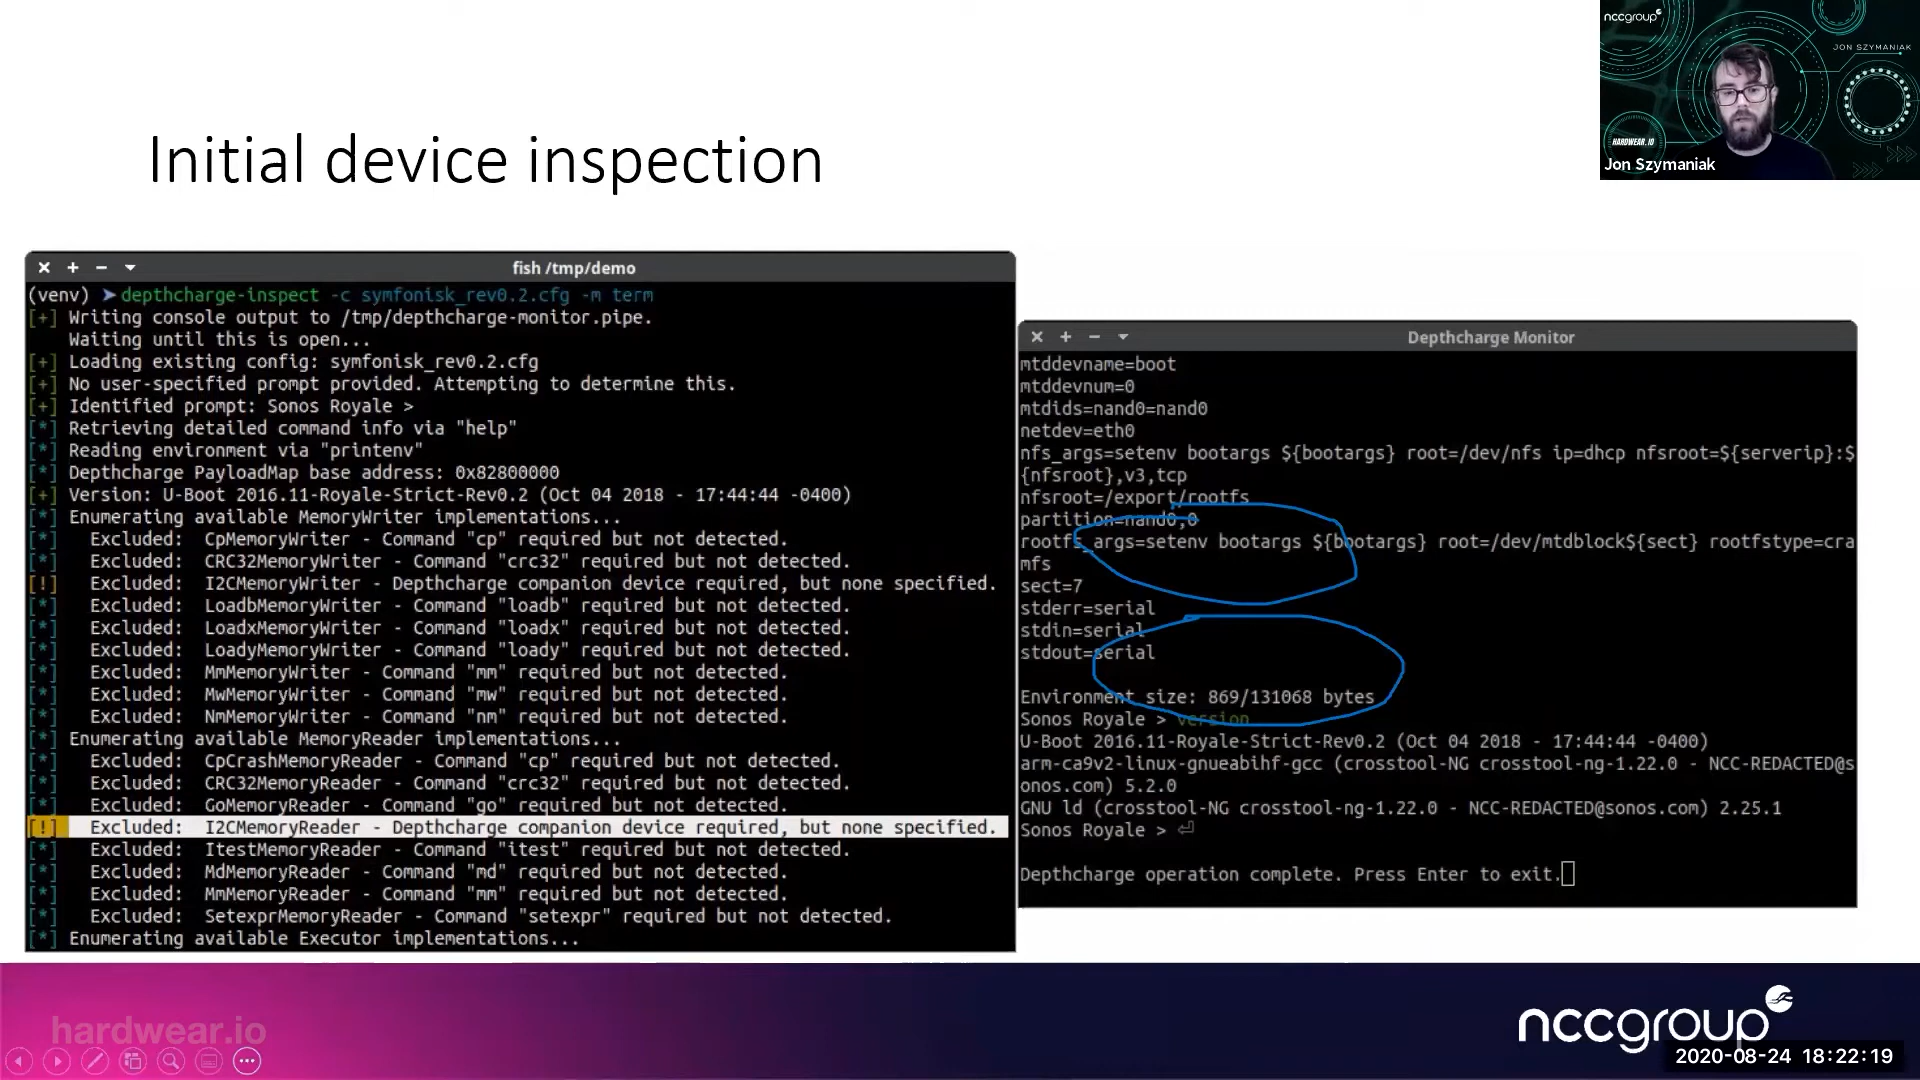 nccgroup
JON SZYMANIAK
HARDWEAR.IO
Jon Szymaniak
Initial device inspection
fish /tmp/demo
(venv) ➤depthcharge-inspect -c symfonisk_rev0.2.cfg -m term
[+] Writing console output to /tmp/depthcharge-monitor.pipe.
Waiting until this is open...
[+] Loading existing config: symfonisk_rev0.2.cfg
[+] No user-specified prompt provided. Attempting to determine this.
[+] Identified prompt: Sonos Royale >
[*] Retrieving detailed command info via "help"
[*] Reading environment via "printenv"
[*] Depthcharge PayloadMap base address: 0x82800000
[+] Version: U-Boot 2016.11-Royale-Strict-Rev0.2 (Oct 04 2018 - 17:44:44 -0400)
[*] Enumerating available MemoryWriter implementations...
[*] Excluded: CpMemoryWriter - Command "cp" required but not detected.
[*] Excluded: CRC32MemoryWriter - Command "crc32" required but not detected.
[!] Excluded: I2CMemoryWriter - Depthcharge companion device required, but none specified.
[*] Excluded: LoadbMemoryWriter - Command "loadb" required but not detected.
[*] Excluded: LoadxMemoryWriter - Command "loadx" required but not detected.
[*] Excluded: LoadyMemoryWriter - Command "loady" required but not detected.
[*] Excluded: MmMemoryWriter - Command "mm" required but not detected.
[*] Excluded: MwMemoryWriter - Command "mw" required but not detected.
[*] Excluded: NmMemoryWriter - Command "nm" required but not detected.
[*] Enumerating available MemoryReader implementations...
[*] Excluded: CpCrashMemoryReader - Command "cp" required but not detected.
[*] Excluded: CRC32MemoryReader - Command "crc32" required but not detected.
[*] Excluded: GoMemoryReader - Command "go" required but not detected.
[!] Excluded: I2CMemoryReader - Depthcharge companion device required, but none specified.
[*] Excluded: ItestMemoryReader - Command "itest" required but not detected.
[*] Excluded: MdMemoryReader - Command "md" required but not detected.
[*] Excluded: MmMemoryReader - Command "mm" required but not detected.
[*] Excluded: SetexprMemoryReader - Command "setexpr" required but not detected.
[*] Enumerating available Executor implementations...
Depthcharge Monitor
mtddevname=boot
mtddevnum=0
mtdids=nand0=nand0
netdev=eth0
nfs_args=setenv bootargs ${bootargs} root=/dev/nfs ip=dhcp nfsroot=${serverip}:$
{nfsroot},v3,tcp
nfsroot=/export/rootfs
partition=nand0,0
rootfs_args=setenv bootargs ${bootargs} root=/dev/mtdblock${sect} rootfstype=cra
mfs
sect=7
stderr=serial
stdin=serial
stdout=serial
Environment size: 869/131068 bytes
Sonos Royale > version
U-Boot 2016.11-Royale-Strict-Rev0.2 (Oct 04 2018 - 17:44:44 -0400)
arm-ca9v2-linux-gnueabihf-gcc (crosstool-NG crosstool-ng-1.22.0 - NCC-REDACTED@s
onos.com) 5.2.0
GNU ld (crosstool-NG crosstool-ng-1.22.0 - NCC-REDACTED@sonos.com) 2.25.1
Sonos Royale > ⏎
Depthcharge operation complete. Press Enter to exit.
hardwear.io
nccgroup
2020-08-24 18:22:19